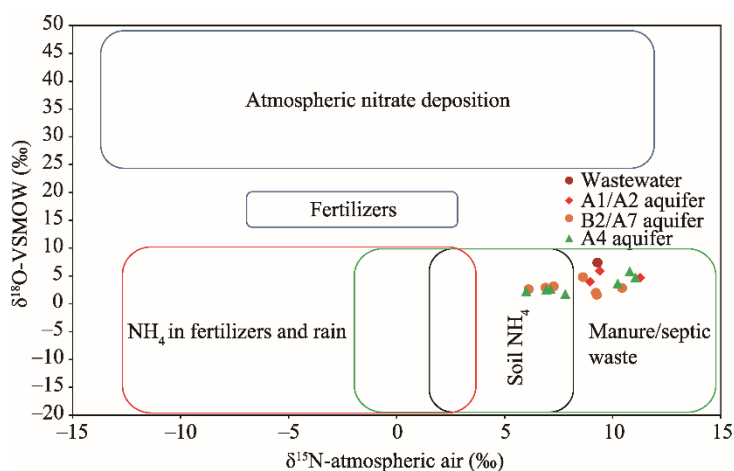 50
45
40
35
30
25
20
15
10
5
0
−5
−10
−15
−20
δ¹⁸O-VSMOW (‰)
Atmospheric nitrate deposition
Fertilizers
Wastewater
A1/A2 aquifer
B2/A7 aquifer
A4 aquifer
NH₄ in fertilizers and rain
Soil NH₄
Manure/septic
waste
−15
−10
−5
0
5
10
15
δ¹⁵N-atmospheric air (‰)